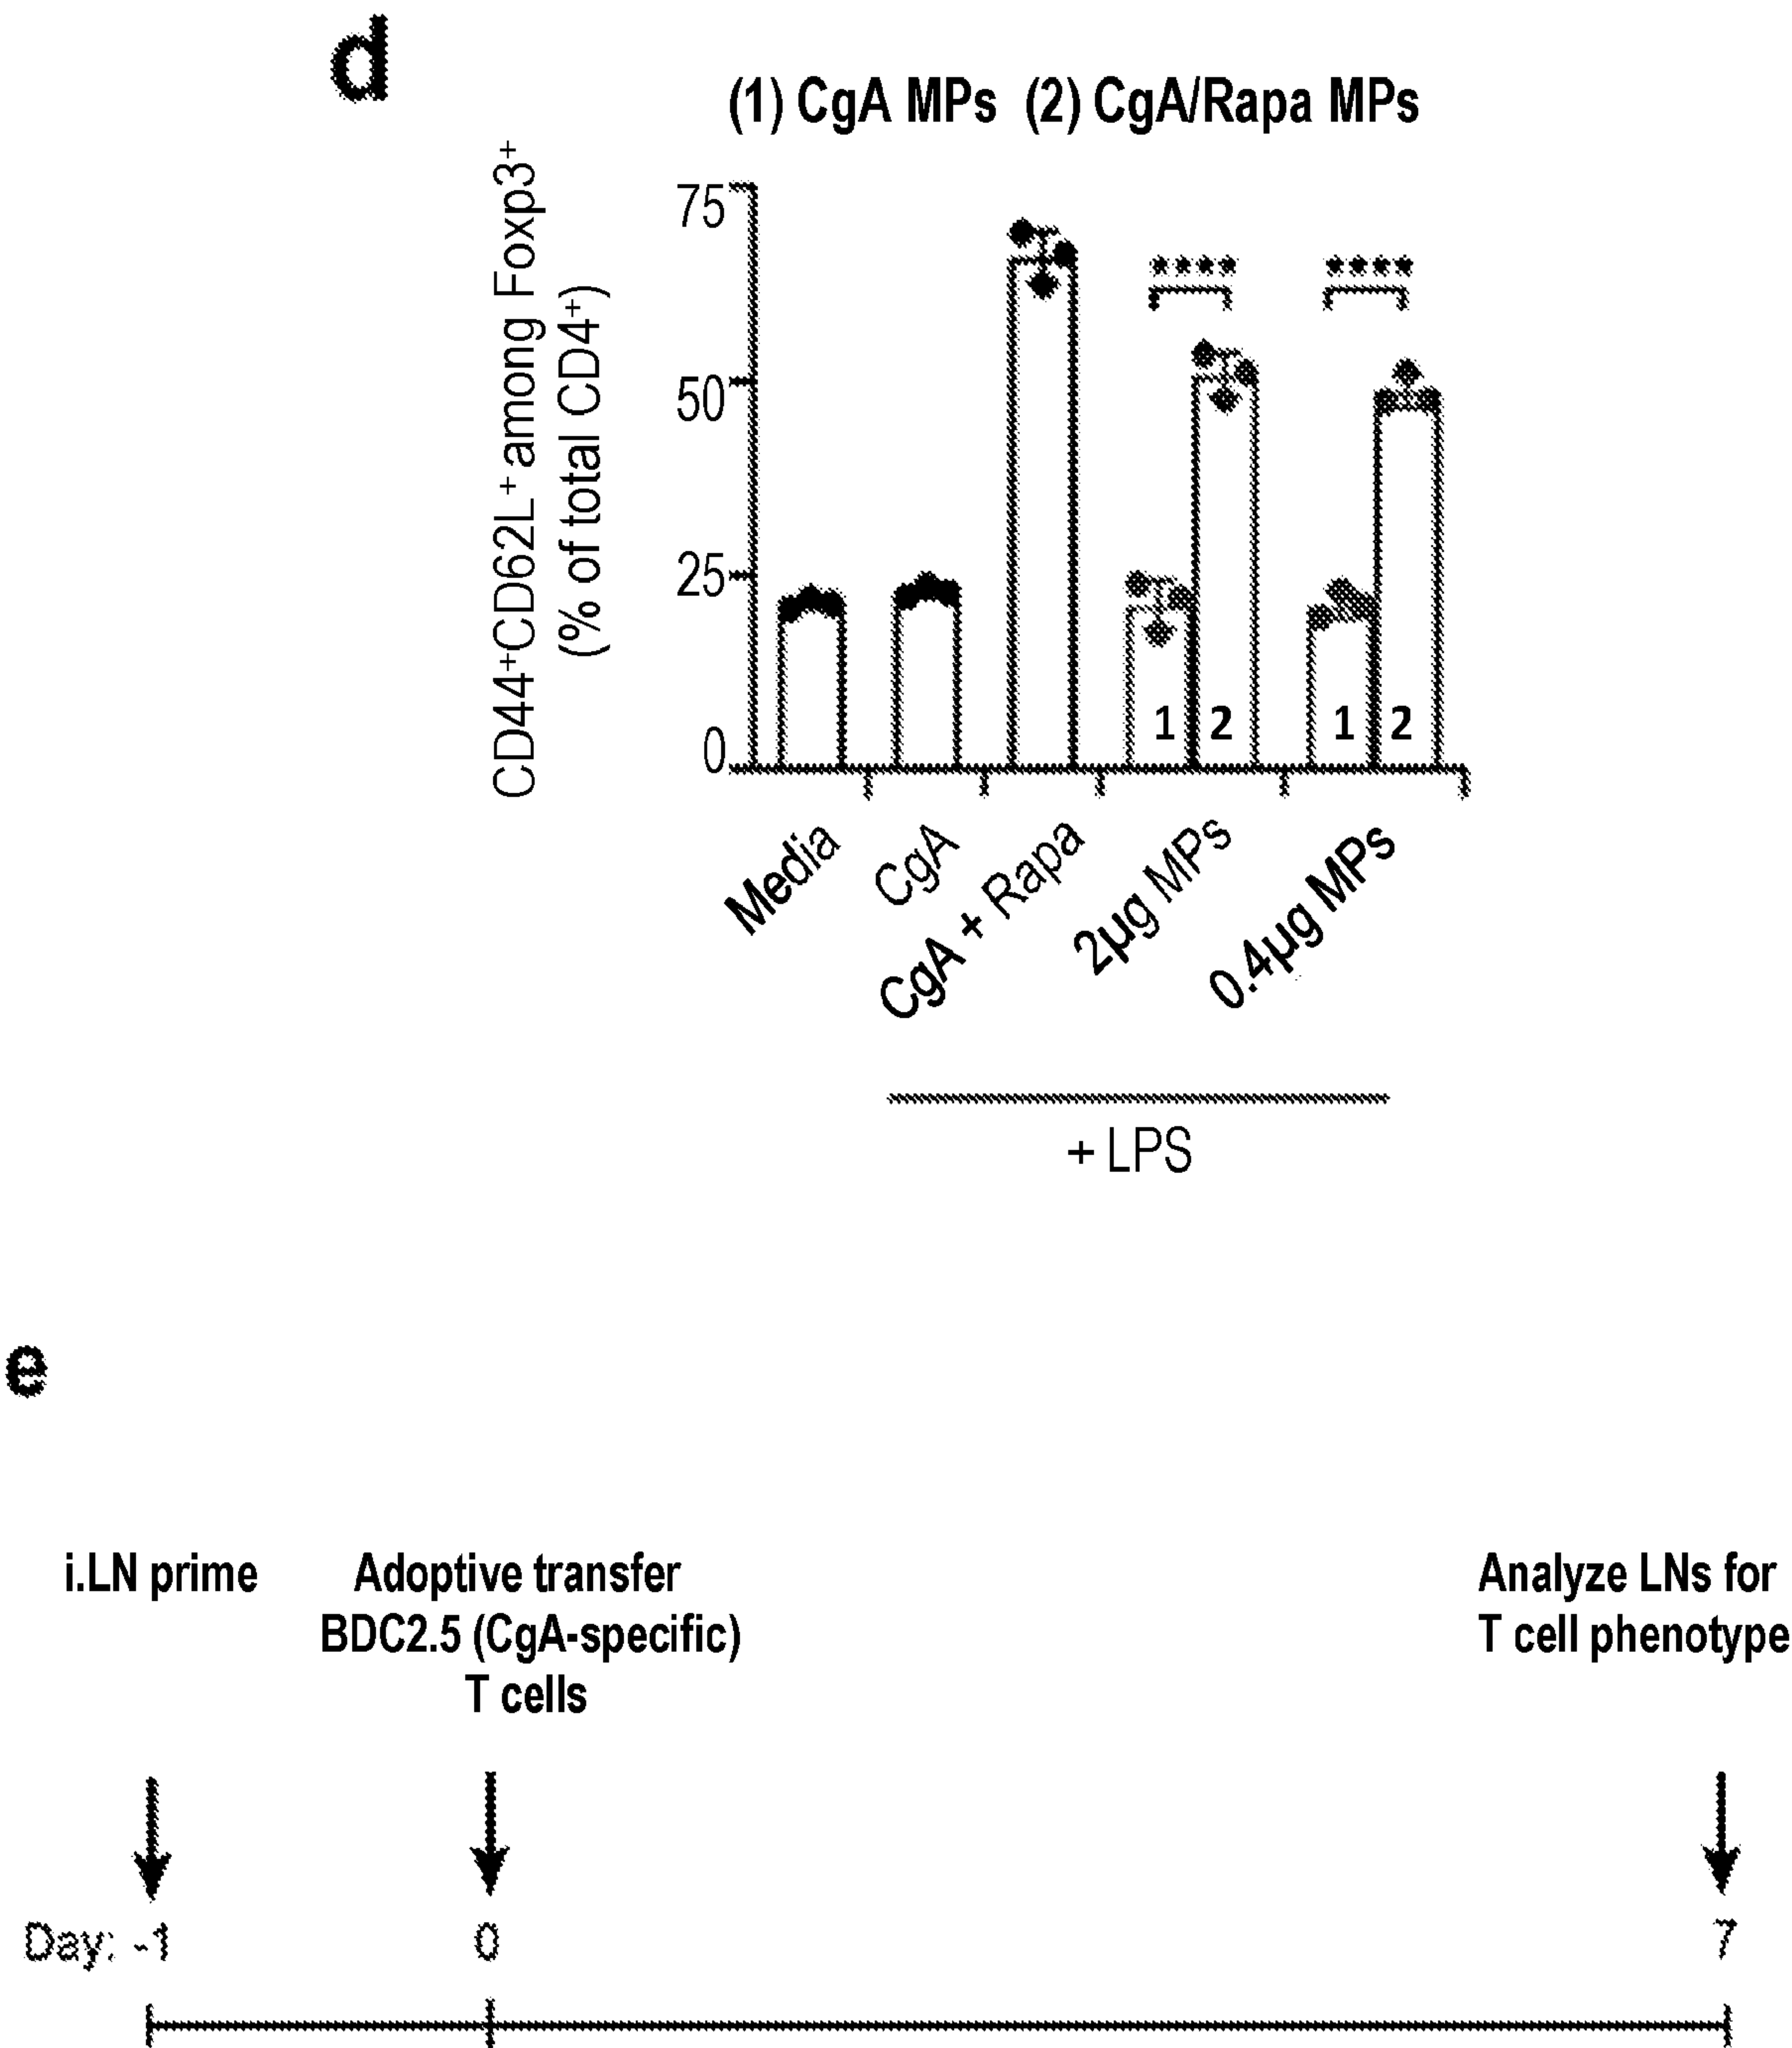 d
(1) CgA MPs (2) CgA/Rapa MPs
CD44⁺CD62L⁺ among Foxp3⁺
(% of total CD4⁺)
75
50
25
0
****
****
1 2 1 2
Media
CgA
CgA + Rapa
2µg MPs
0.4µg MPs
+ LPS
e
i.LN prime
Adoptive transfer
BDC2.5 (CgA-specific)
T cells
Analyze LNs for
T cell phenotype
Day: -1 0 7